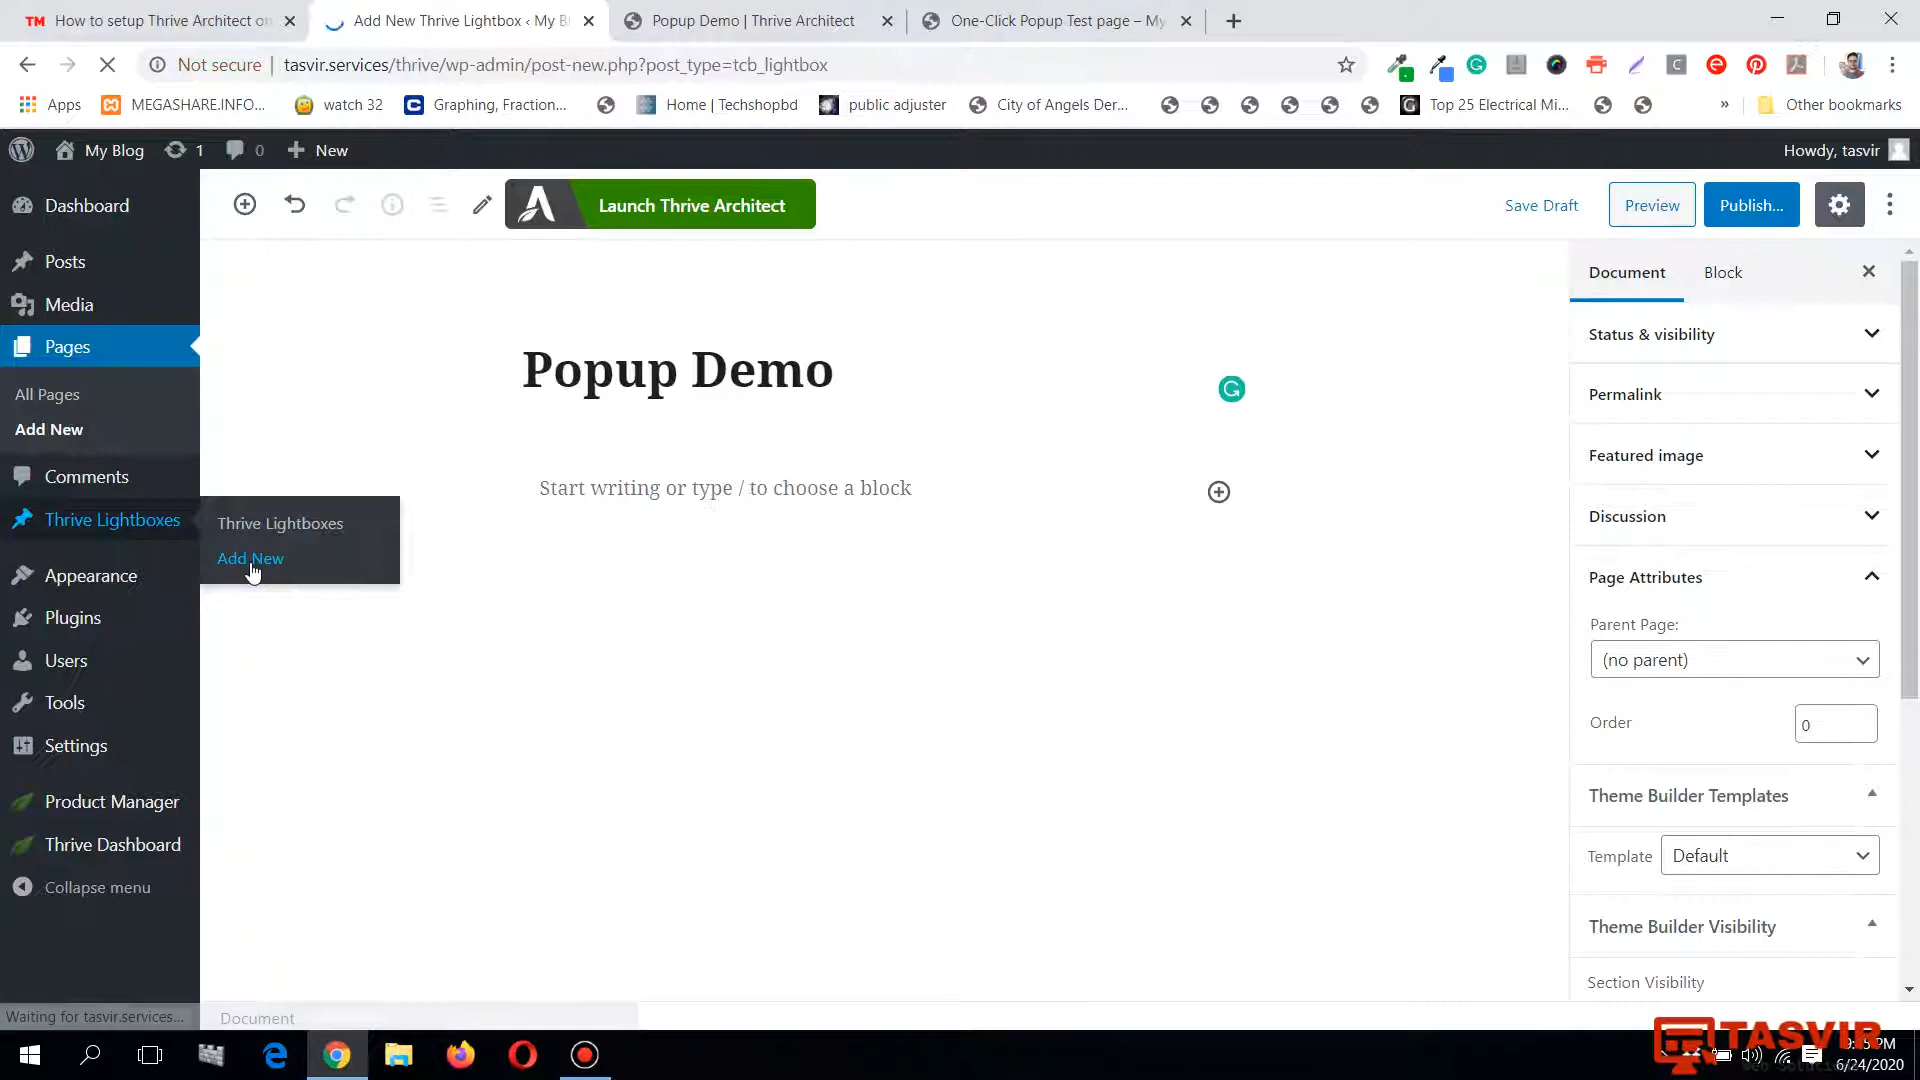 TM How to setup Thrive Architect on
Add New Thrive Lightbox ‹ My B
Popup Demo | Thrive Architect
One-Click Popup Test page – My
Not secure | tasvir.services/thrive/wp-admin/post-new.php?post_type=tcb_lightbox
Apps
MEGASHARE.INFO...
watch 32
Graphing, Fraction...
Home | Techshopbd
public adjuster
City of Angels Der...
Top 25 Electrical Mi...
»
Other bookmarks
My Blog
1
0
New
Howdy, tasvir
Launch Thrive Architect
Save Draft
Preview
Publish...
Dashboard
Posts
Media
Pages
All Pages
Add New
Comments
Thrive Lightboxes
Thrive Lightboxes
Add New
Appearance
Plugins
Users
Tools
Settings
Product Manager
Thrive Dashboard
Collapse menu
Popup Demo
Start writing or type / to choose a block
Document
Block
Status & visibility
Permalink
Featured image
Discussion
Page Attributes
Parent Page:
(no parent)
Order
0
Theme Builder Templates
Template
Default
Theme Builder Visibility
Section Visibility
Waiting for tasvir.services...
Document
TASVIR
PM
6/24/2020